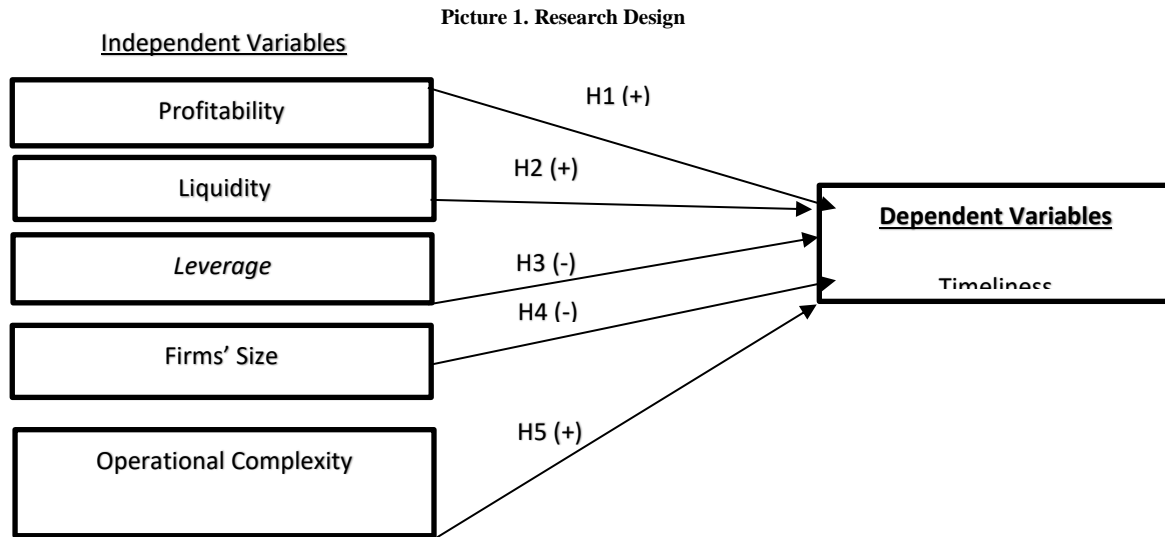 Picture 1. Research Design
Independent Variables
Profitability
H1 (+)
Liquidity
H2 (+)
Dependent Variables
Timeliness
Leverage
H3 (-)
H4 (-)
Firms’ Size
H5 (+)
Operational Complexity